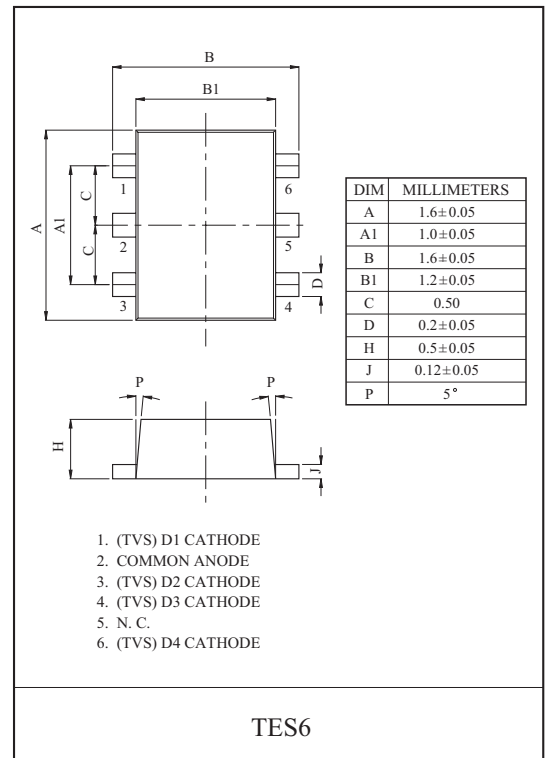 B
B1
A
A1
C
C
D
1
2
3
6
5
4
DIM MILLIMETERS
A 1.6±0.05
A1 1.0±0.05
B 1.6±0.05
B1 1.2±0.05
C 0.50
D 0.2±0.05
H 0.5±0.05
J 0.12±0.05
P 5°
P P
H
J
1. (TVS) D1 CATHODE
2. COMMON ANODE
3. (TVS) D2 CATHODE
4. (TVS) D3 CATHODE
5. N. C.
6. (TVS) D4 CATHODE
TES6